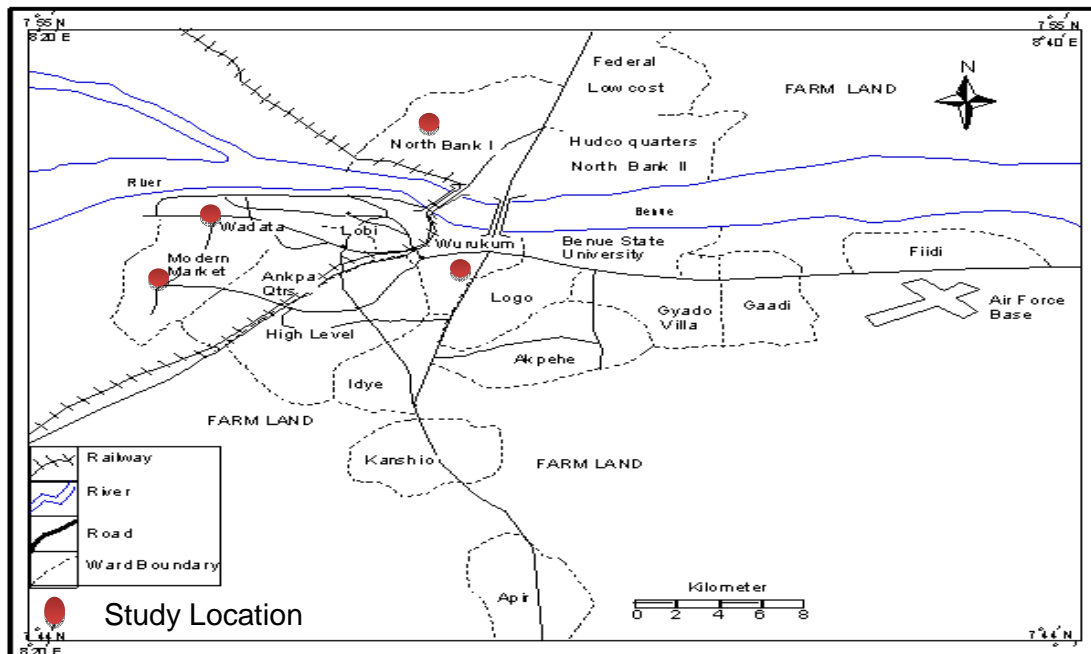 7°55 N
8°20 E
7°55 N
8°40 E
Federal
Low cost
FARM LAND
N
North Bank I
Hudco quarters
North Bank II
River
Benue
Wadata
Lobi
Wurukum
Benue State
University
Fiidi
Modern
Market
Ankpa
Qtrs
Logo
Gyado
Villa
Gaadi
Air Force
Base
High Level
Akpehe
Idye
FARM LAND
Kanshio
FARM LAND
Railway
River
Road
Ward Boundary
Apir
Kilometer
0 2 4 6 8
Study Location
7°44 N
8°20 E
7°44 N